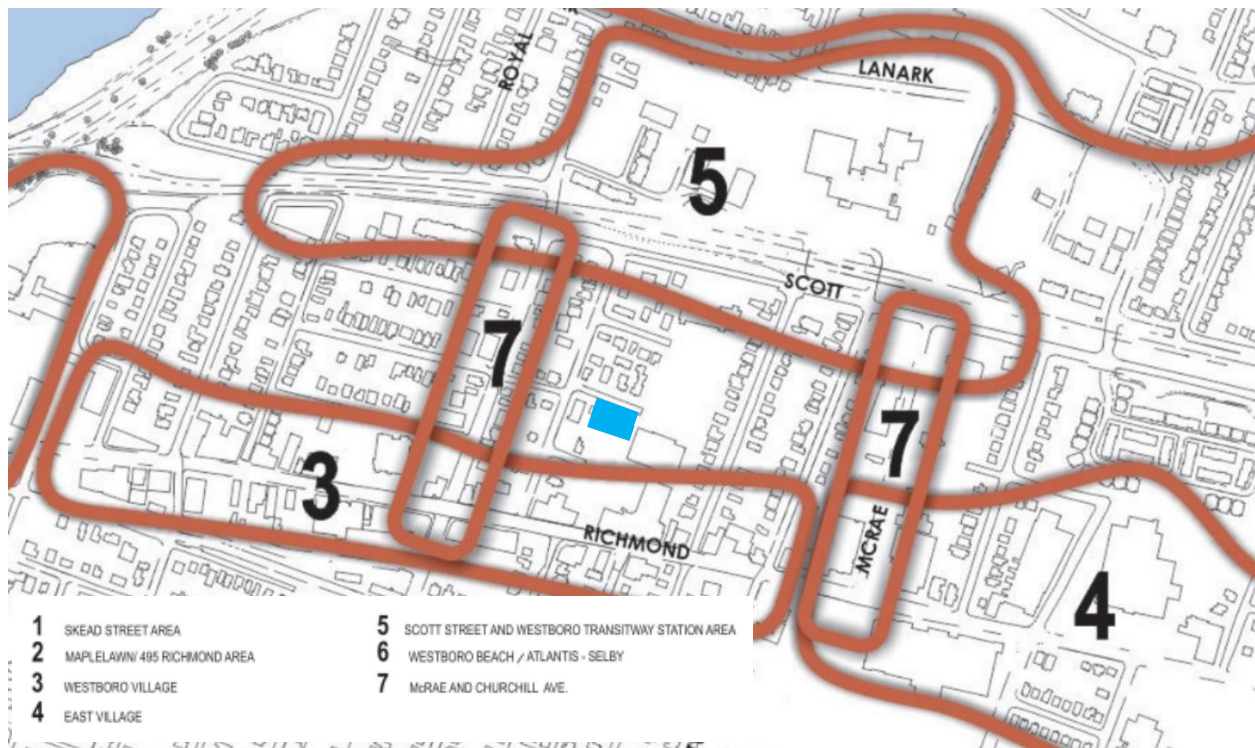 ROYAL
LANARK
5
SCOTT
7
7
3
RICHMOND
MCRAE
4
1 SKEAD STREET AREA
2 MAPLELAWN/ 495 RICHMOND AREA
3 WESTBORO VILLAGE
4 EAST VILLAGE
5 SCOTT STREET AND WESTBORO TRANSITWAY STATION AREA
6 WESTBORO BEACH / ATLANTIS - SELBY
7 McRAE AND CHURCHILL AVE.